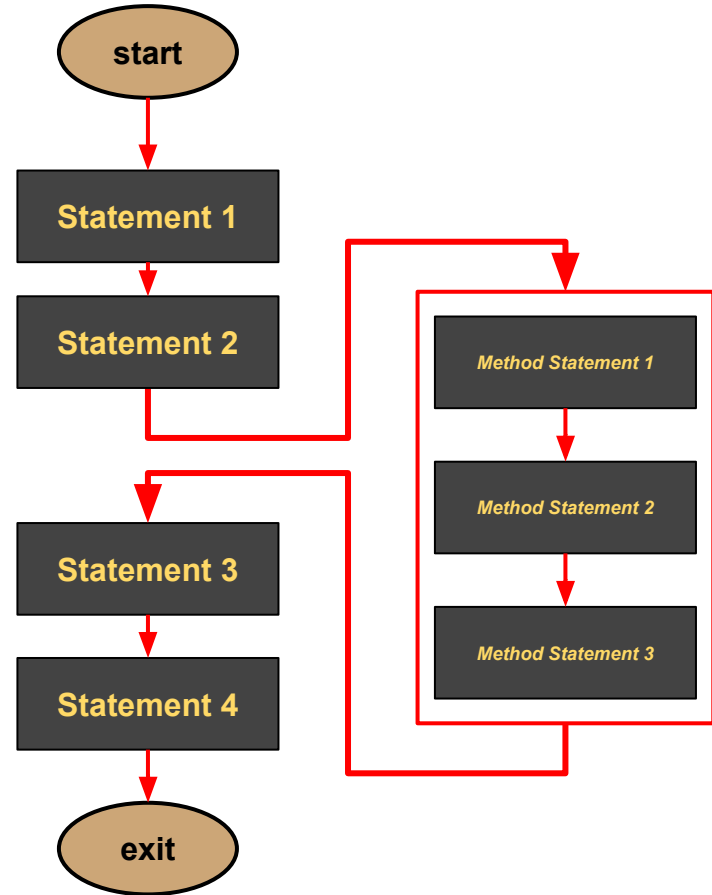 start
Statement 1
Statement 2
Method Statement 1
Method Statement 2
Method Statement 3
Statement 3
Statement 4
exit